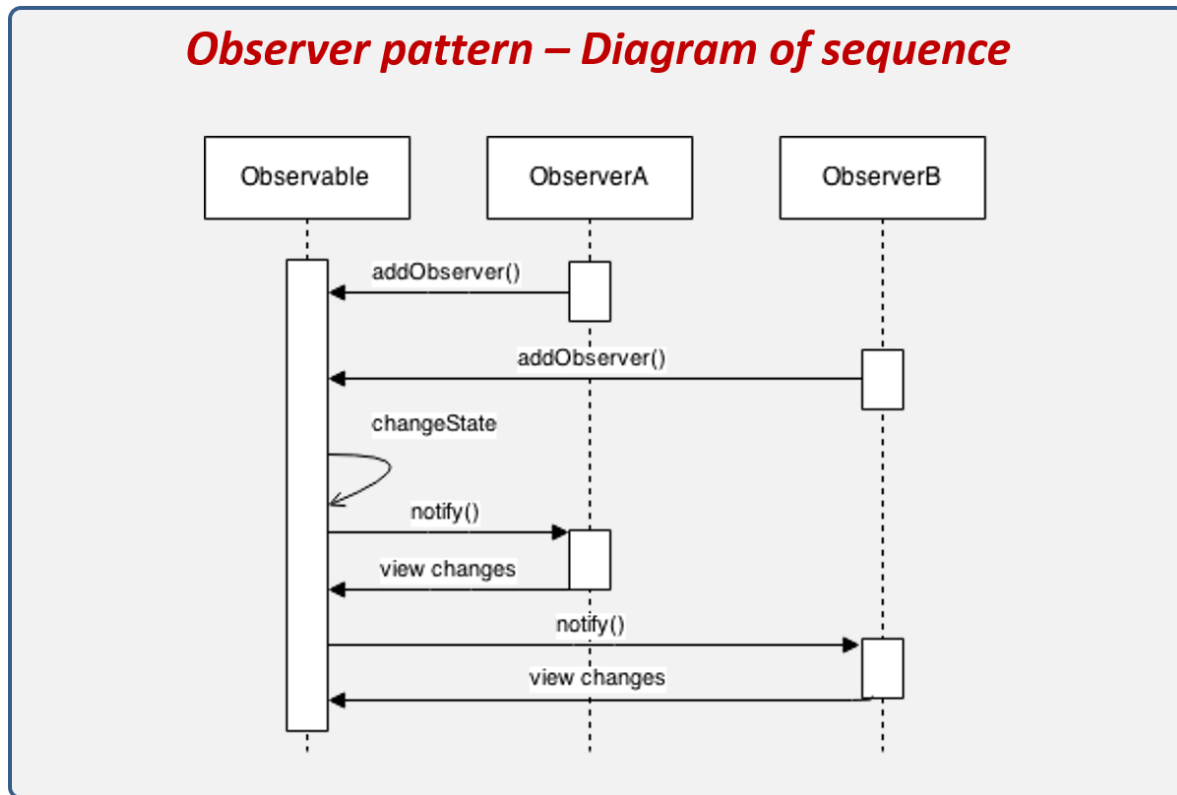 Observer pattern – Diagram of sequence
Observable
ObserverA
ObserverB
addObserver()
addObserver()
changeState
notify()
view changes
notify()
view changes